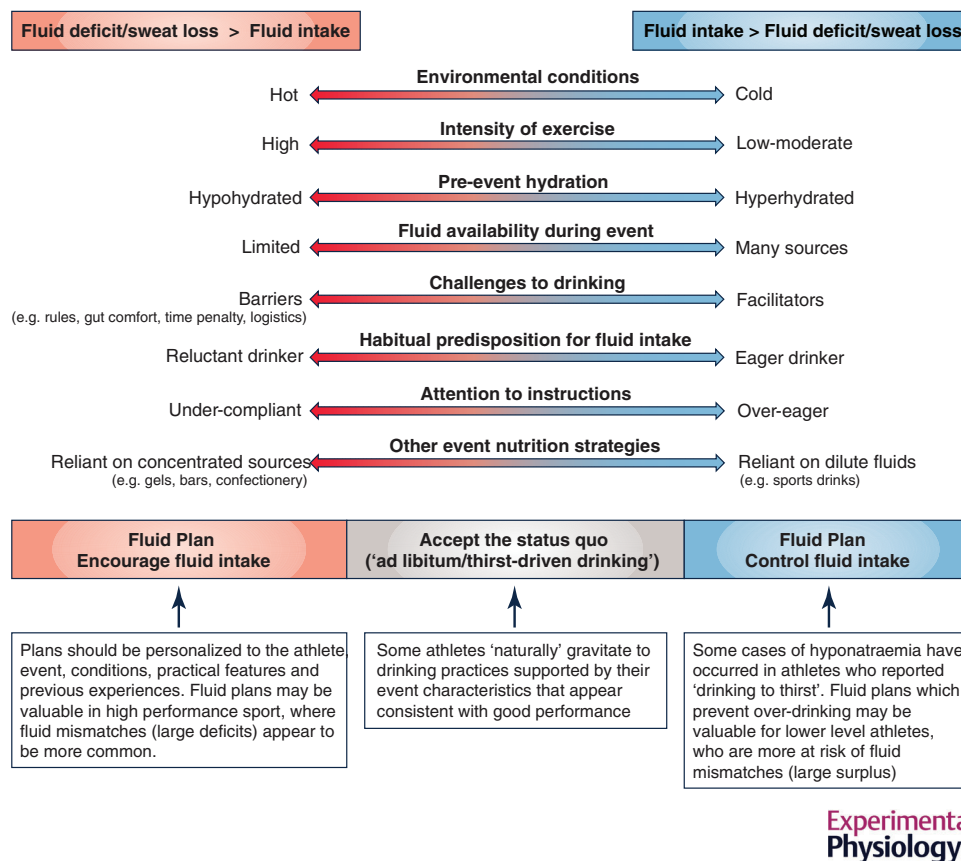 Fluid deficit/sweat loss > Fluid intake
Fluid intake > Fluid deficit/sweat loss
Environmental conditions
Hot
Cold
Intensity of exercise
High
Low-moderate
Pre-event hydration
Hypohydrated
Hyperhydrated
Fluid availability during event
Limited
Many sources
Challenges to drinking
Barriers
(e.g. rules, gut comfort, time penalty, logistics)
Facilitators
Habitual predisposition for fluid intake
Reluctant drinker
Eager drinker
Attention to instructions
Under-compliant
Over-eager
Other event nutrition strategies
Reliant on concentrated sources
(e.g. gels, bars, confectionery)
Reliant on dilute fluids
(e.g. sports drinks)
Fluid Plan
Encourage fluid intake
Accept the status quo
('ad libitum/thirst-driven drinking')
Fluid Plan
Control fluid intake
Plans should be personalized to the athlete,
event, conditions, practical features and
previous experiences. Fluid plans may be
valuable in high performance sport, where
fluid mismatches (large deficits) appear to
be more common.
Some athletes 'naturally' gravitate to
drinking practices supported by their
event characteristics that appear
consistent with good performance
Some cases of hyponatraemia have
occurred in athletes who reported
'drinking to thirst'. Fluid plans which
prevent over-drinking may be
valuable for lower level athletes,
who are more at risk of fluid
mismatches (large surplus)
Experimenta
Physiology